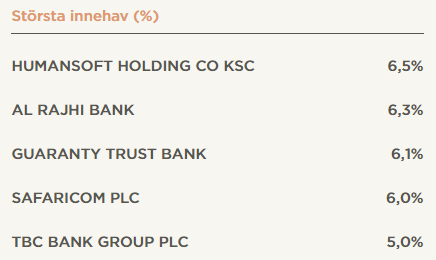 Största innehav (%)
HUMANSOFT HOLDING CO KSC 6,5%
AL RAJHI BANK 6,3%
GUARANTY TRUST BANK 6,1%
SAFARICOM PLC 6,0%
TBC BANK GROUP PLC 5,0%